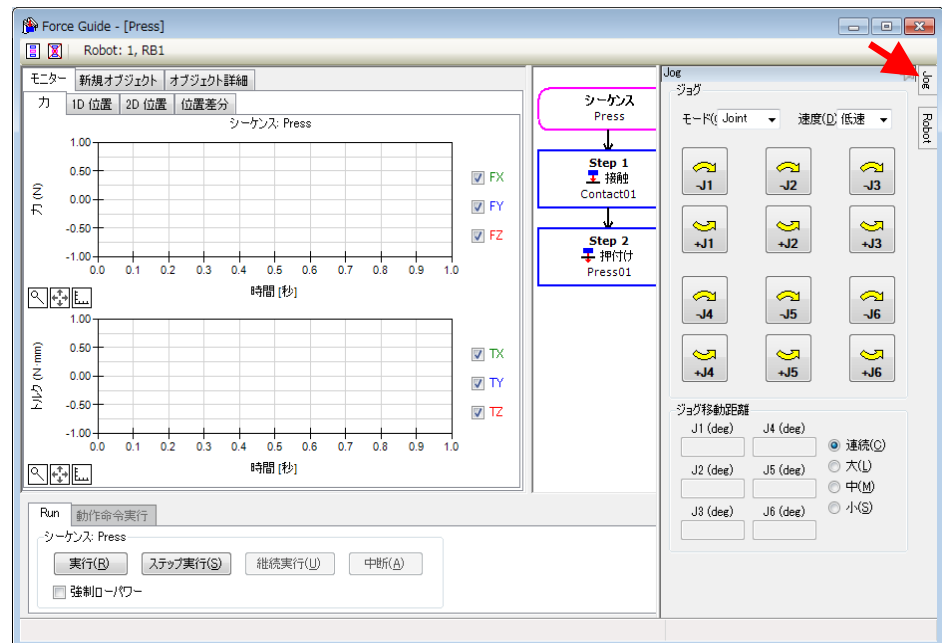 Force Guide - [Press]
Robot: 1, RB1
モニター 新規オブジェクト オブジェクト詳細
力 1D 位置 2D 位置 位置差分
シーケンス: Press
力 (N)
1.00
0.50
0.00
-0.50
-1.00
0.0 0.1 0.2 0.3 0.4 0.5 0.6 0.7 0.8 0.9 1.0
時間 [秒]
FX
FY
FZ
トルク (N·mm)
1.00
0.50
0.00
-0.50
-1.00
0.0 0.1 0.2 0.3 0.4 0.5 0.6 0.7 0.8 0.9 1.0
時間 [秒]
TX
TY
TZ
Run 動作命令実行
シーケンス: Press
実行(R) ステップ実行(S) 継続実行(U) 中断(A)
強制ローパワー
シーケンス
Press
Step 1
接触
Contact01
Step 2
押付け
Press01
Jog
ジョグ
モード( Joint 速度(D) 低速
-J1 -J2 -J3
+J1 +J2 +J3
-J4 -J5 -J6
+J4 +J5 +J6
ジョグ移動距離
J1 (deg) J4 (deg)
J2 (deg) J5 (deg)
J3 (deg) J6 (deg)
連続(C)
大(L)
中(M)
小(S)
Jog
Robot